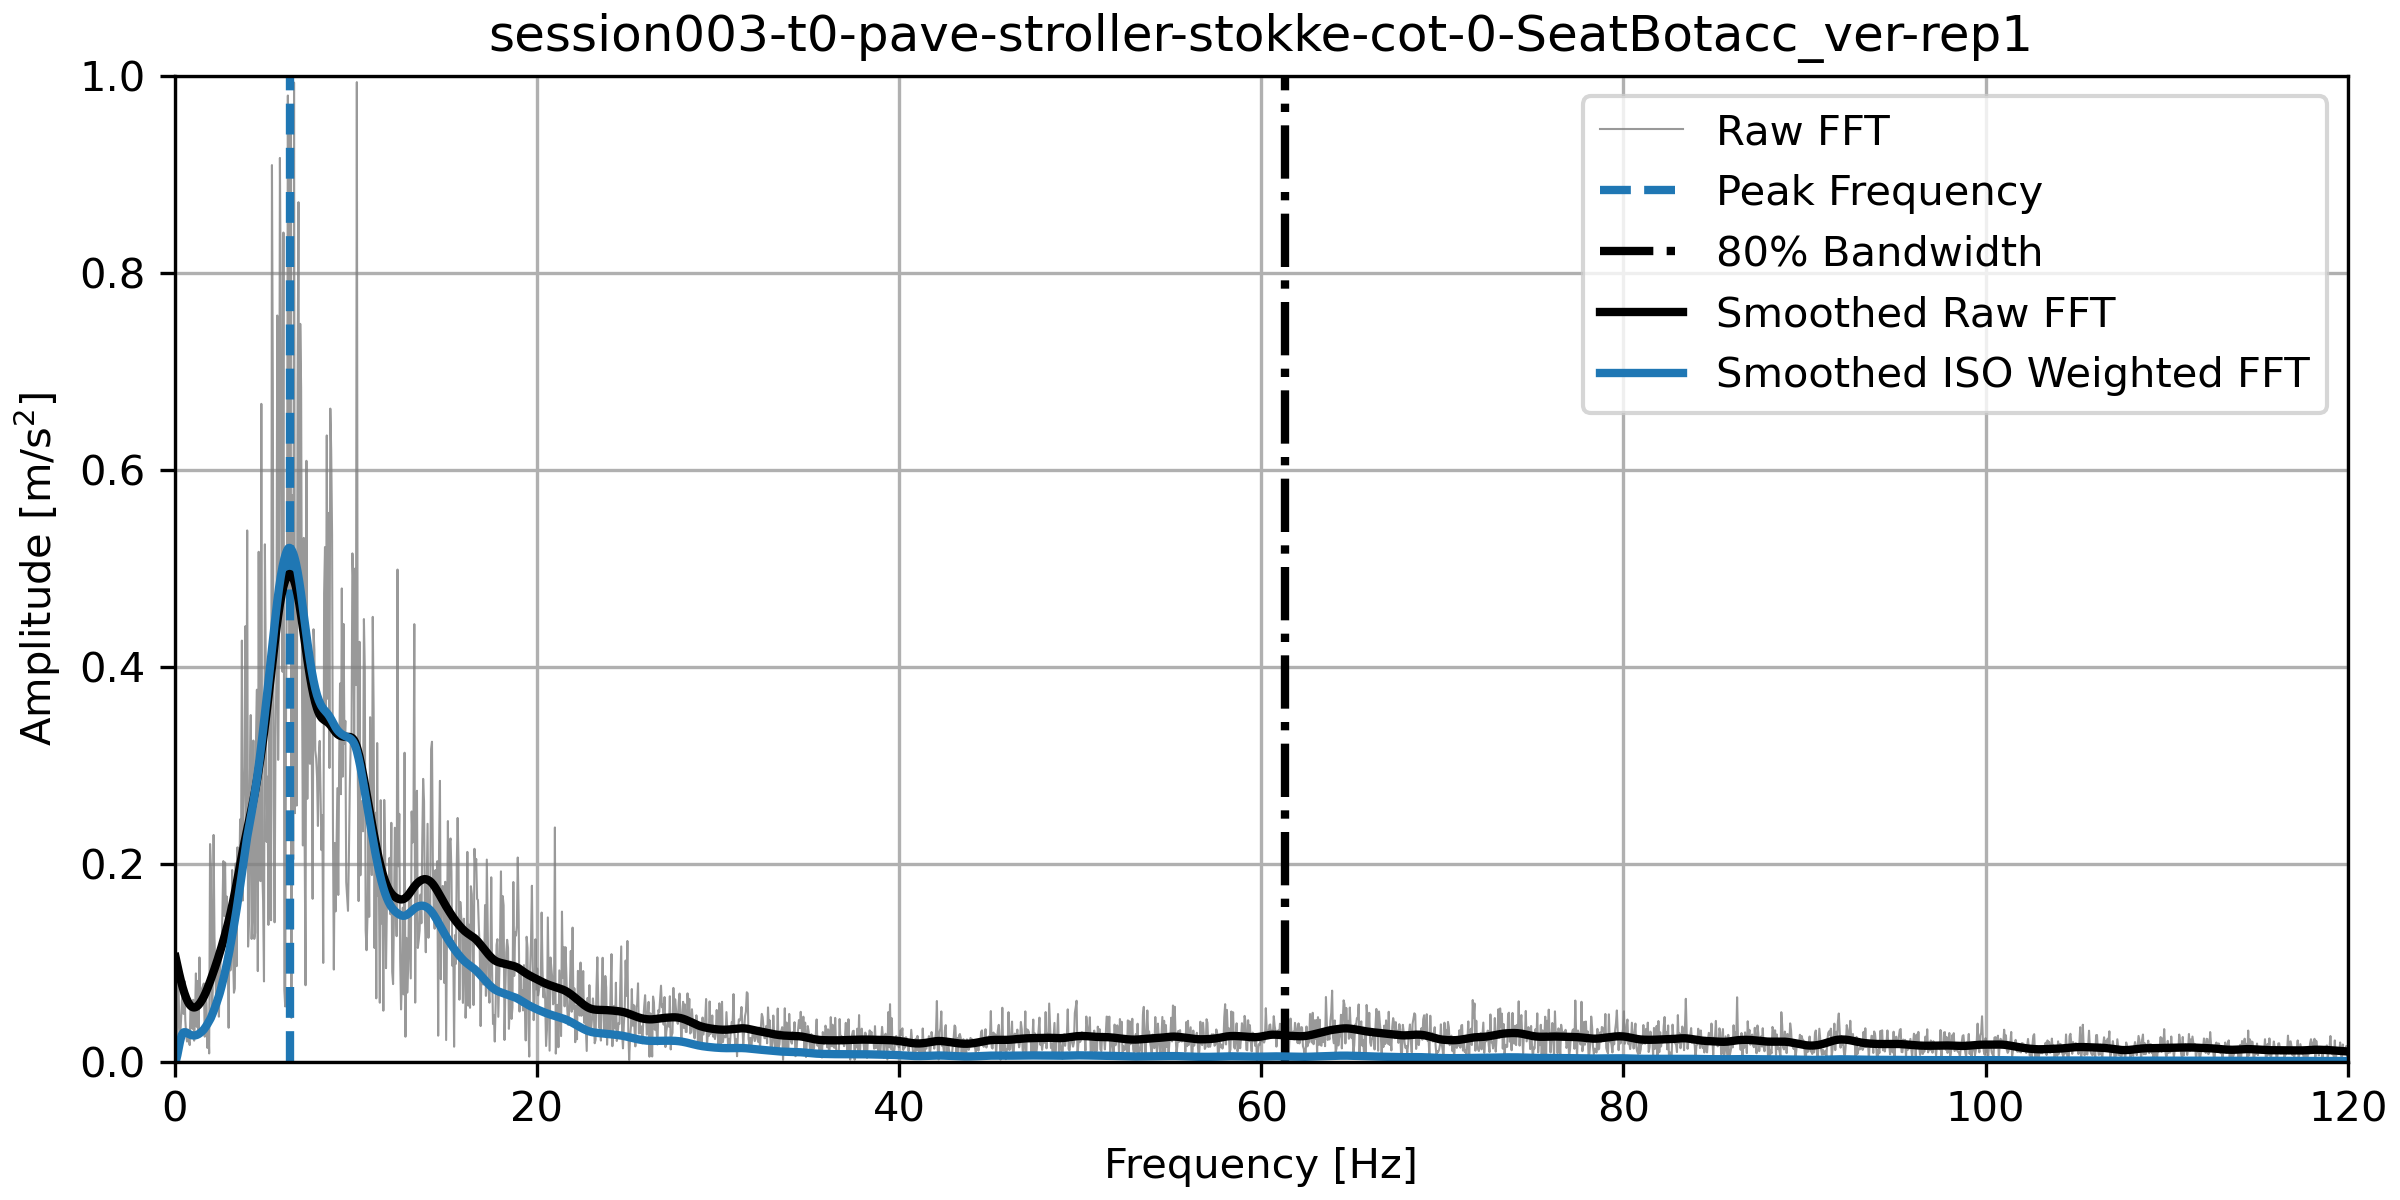 session003-t0-pave-stroller-stokke-cot-0-SeatBotacc_ver-rep1
1.0
0.8
0.6
0.4
0.2
0.0
Amplitude [m/s²]
Raw FFT
Peak Frequency
80% Bandwidth
Smoothed Raw FFT
Smoothed ISO Weighted FFT
0 20 40 60 80 100 120
Frequency [Hz]